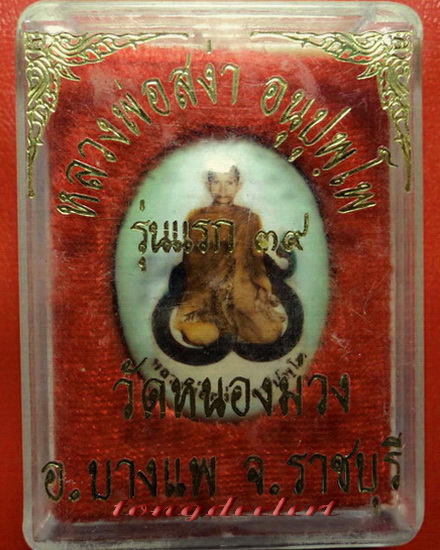 หลวงพ่อสง่า อนุปุพฺโพ
รุ่นแรก ๓๙
วัดหนองม่วง
อ.บางแพ จ.ราชบุรี